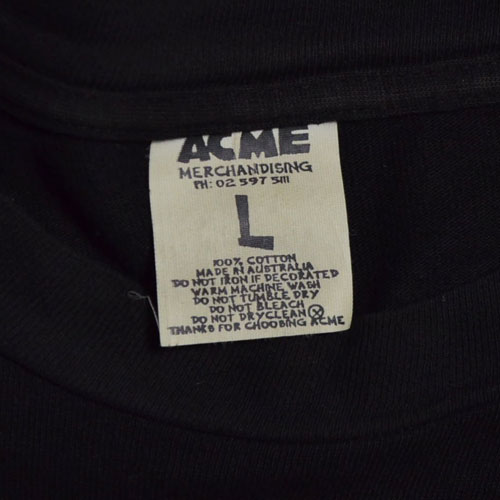 ACME
MERCHANDISING
PH: 02 597 5111
L
100% COTTON
MADE IN AUSTRALIA
DO NOT IRON IF DECORATED
WARM MACHINE WASH
DO NOT TUMBLE DRY
DO NOT BLEACH
DO NOT DRYCLEAN
THANKS FOR CHOOSING ACME